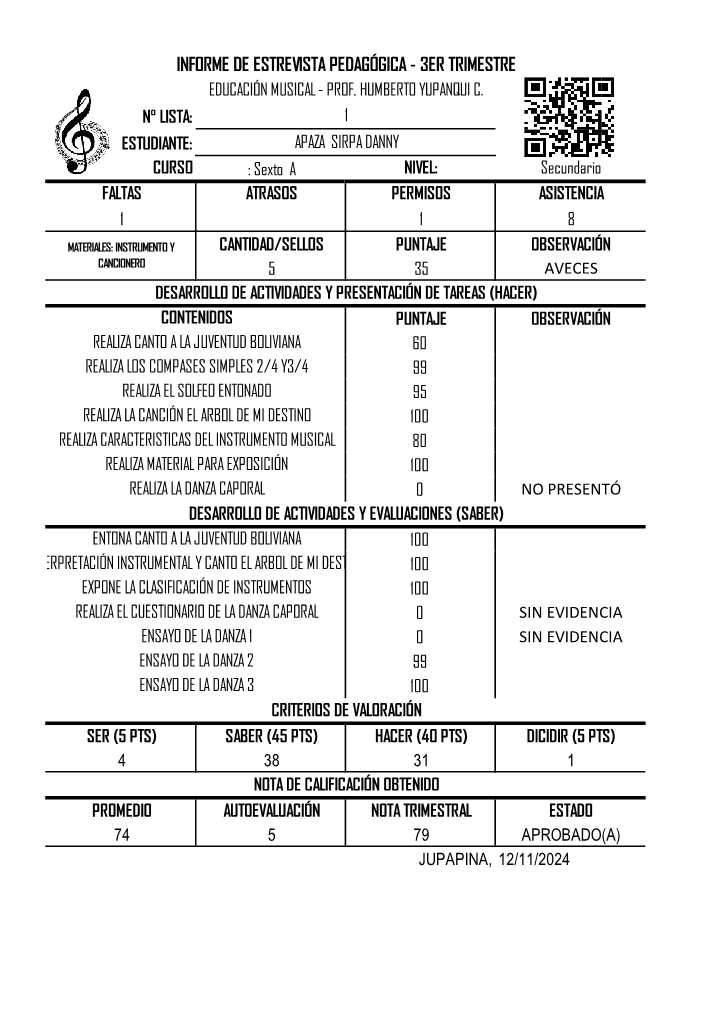 INFORME DE ESTREVISTA PEDAGÓGICA - 3ER TRIMESTRE
EDUCACIÓN MUSICAL - PROF. HUMBERTO YUPANQUI C.
Nº LISTA: 1
ESTUDIANTE: APAZA SIRPA DANNY
CURSO : Sexto A NIVEL: Secundario
FALTAS ATRASOS PERMISOS ASISTENCIA
1 1 8
MATERIALES: INSTRUMENTO Y CANCIONERO CANTIDAD/SELLOS PUNTAJE OBSERVACIÓN
5 35 AVECES
DESARROLLO DE ACTIVIDADES Y PRESENTACIÓN DE TAREAS (HACER)
CONTENIDOS PUNTAJE OBSERVACIÓN
REALIZA CANTO A LA JUVENTUD BOLIVIANA 60
REALIZA LOS COMPASES SIMPLES 2/4 Y3/4 99
REALIZA EL SOLFEO ENTONADO 95
REALIZA LA CANCIÓN EL ARBOL DE MI DESTINO 100
REALIZA CARACTERISTICAS DEL INSTRUMENTO MUSICAL 80
REALIZA MATERIAL PARA EXPOSICIÓN 100
REALIZA LA DANZA CAPORAL 0 NO PRESENTÓ
DESARROLLO DE ACTIVIDADES Y EVALUACIONES (SABER)
ENTONA CANTO A LA JUVENTUD BOLIVIANA 100
ERPRETACIÓN INSTRUMENTAL Y CANTO EL ARBOL DE MI DEST 100
EXPONE LA CLASIFICACIÓN DE INSTRUMENTOS 100
REALIZA EL CUESTIONARIO DE LA DANZA CAPORAL 0 SIN EVIDENCIA
ENSAYO DE LA DANZA 1 0 SIN EVIDENCIA
ENSAYO DE LA DANZA 2 99
ENSAYO DE LA DANZA 3 100
CRITERIOS DE VALORACIÓN
SER (5 PTS) SABER (45 PTS) HACER (40 PTS) DICIDIR (5 PTS)
4 38 31 1
NOTA DE CALIFICACIÓN OBTENIDO
PROMEDIO AUTOEVALUACIÓN NOTA TRIMESTRAL ESTADO
74 5 79 APROBADO(A)
JUPAPINA, 12/11/2024